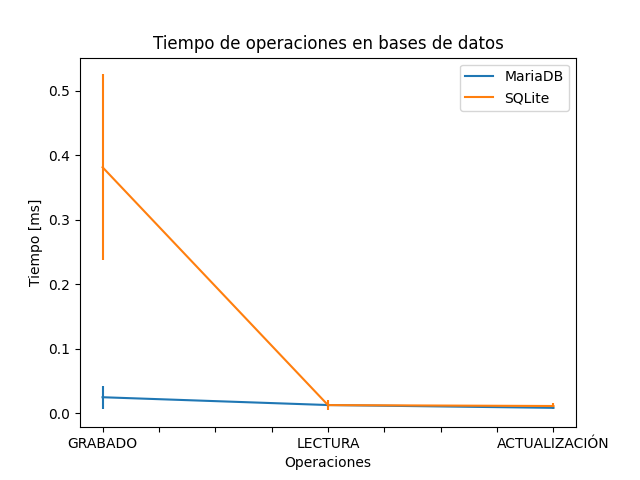 Tiempo de operaciones en bases de datos
MariaDB
SQLite
Tiempo [ms]
0.5
0.4
0.3
0.2
0.1
0.0
GRABADO LECTURA ACTUALIZACIÓN
Operaciones